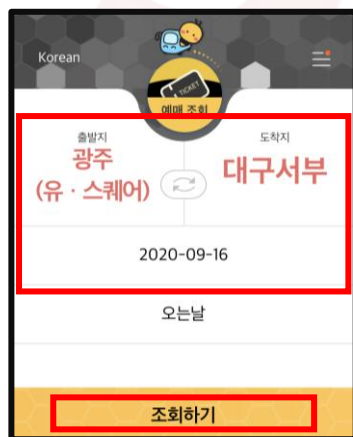 Korean
TICKET
예매 조회
출발지
도착지
광주
(유 · 스퀘어)
대구서부
2020-09-16
오는날
조회하기